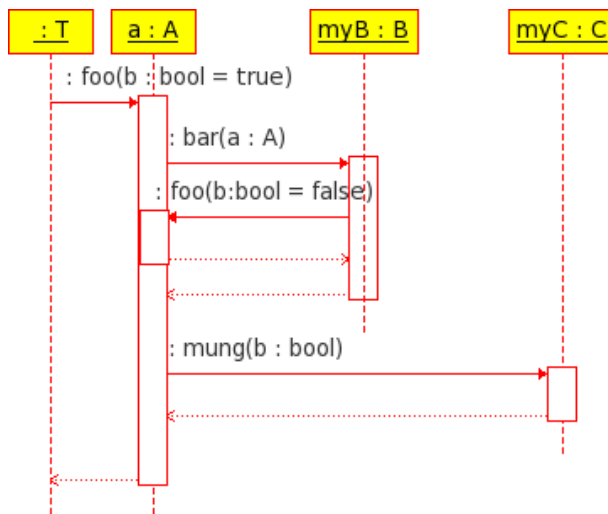 : T
a : A
myB : B
myC : C
: foo(b : bool = true)
: bar(a : A)
: foo(b:bool = false)
: mung(b : bool)